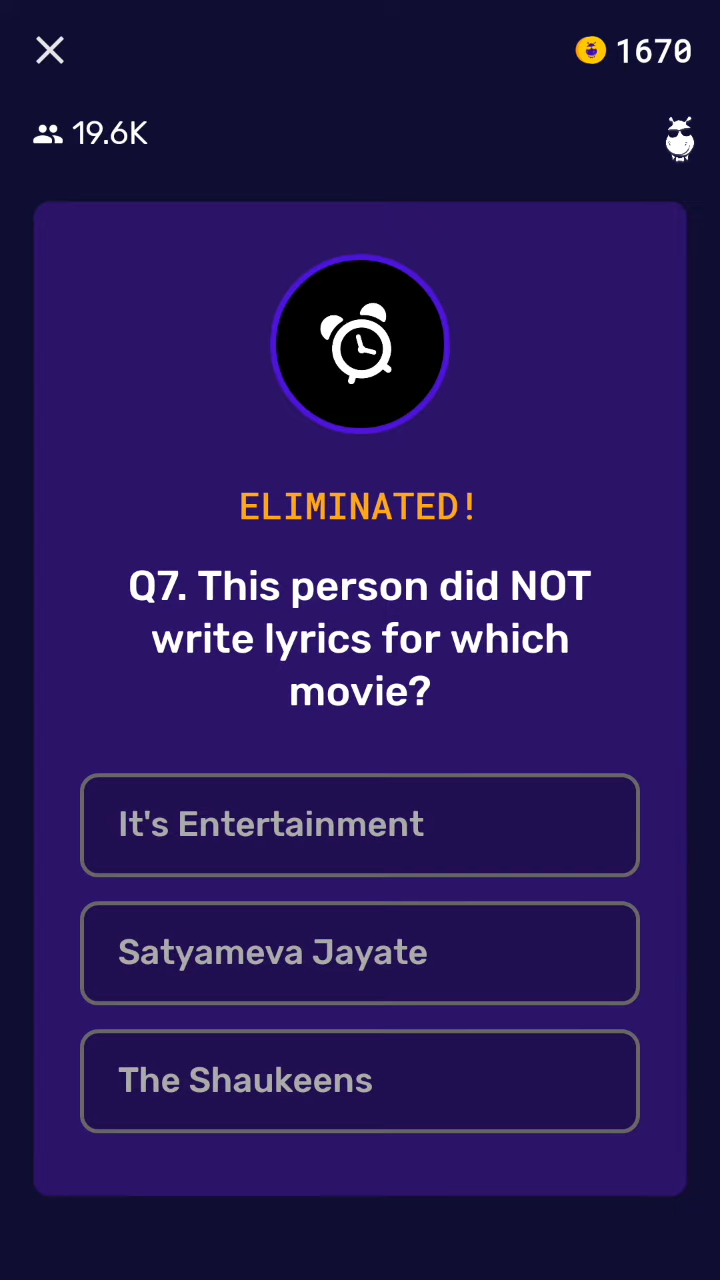 1670
19.6K
ELIMINATED!
Q7. This person did NOT
write lyrics for which
movie?
It's Entertainment
Satyameva Jayate
The Shaukeens